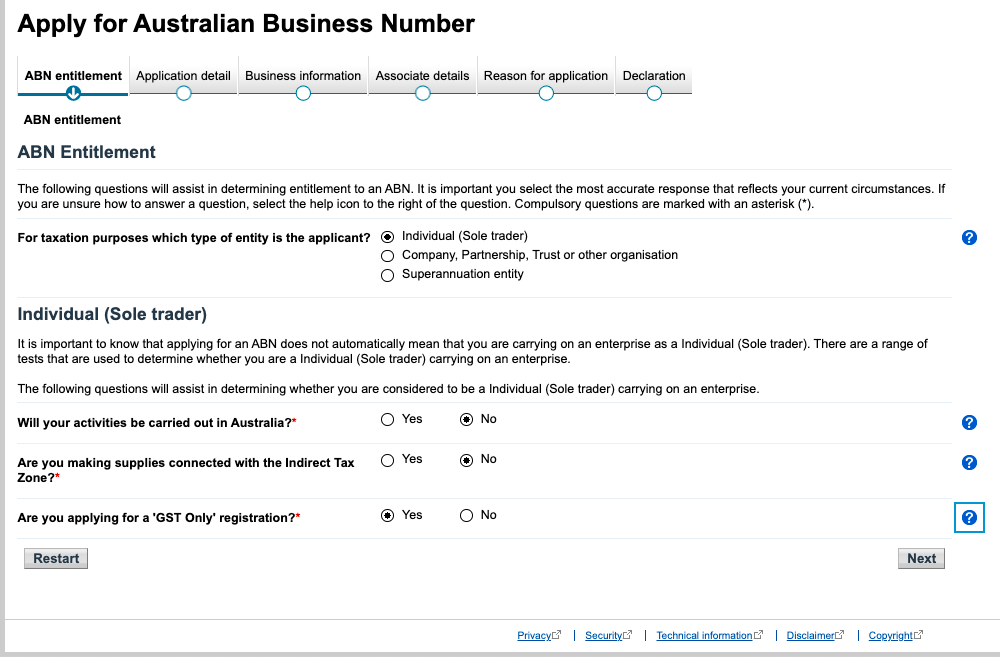 Apply for Australian Business Number
ABN entitlement
Application detail
Business information
Associate details
Reason for application
Declaration
ABN entitlement
ABN Entitlement
The following questions will assist in determining entitlement to an ABN. It is important you select the most accurate response that reflects your current circumstances. If
you are unsure how to answer a question, select the help icon to the right of the question. Compulsory questions are marked with an asterisk (*).
For taxation purposes which type of entity is the applicant?
Individual (Sole trader)
Company, Partnership, Trust or other organisation
Superannuation entity
?
Individual (Sole trader)
It is important to know that applying for an ABN does not automatically mean that you are carrying on an enterprise as a Individual (Sole trader). There are a range of
tests that are used to determine whether you are a Individual (Sole trader) carrying on an enterprise.
The following questions will assist in determining whether you are considered to be a Individual (Sole trader) carrying on an enterprise.
Will your activities be carried out in Australia?* Yes No ?
Are you making supplies connected with the Indirect Tax
Zone?* Yes No ?
Are you applying for a 'GST Only' registration?* Yes No ?
Restart
Next
Privacy | Security | Technical information | Disclaimer | Copyright